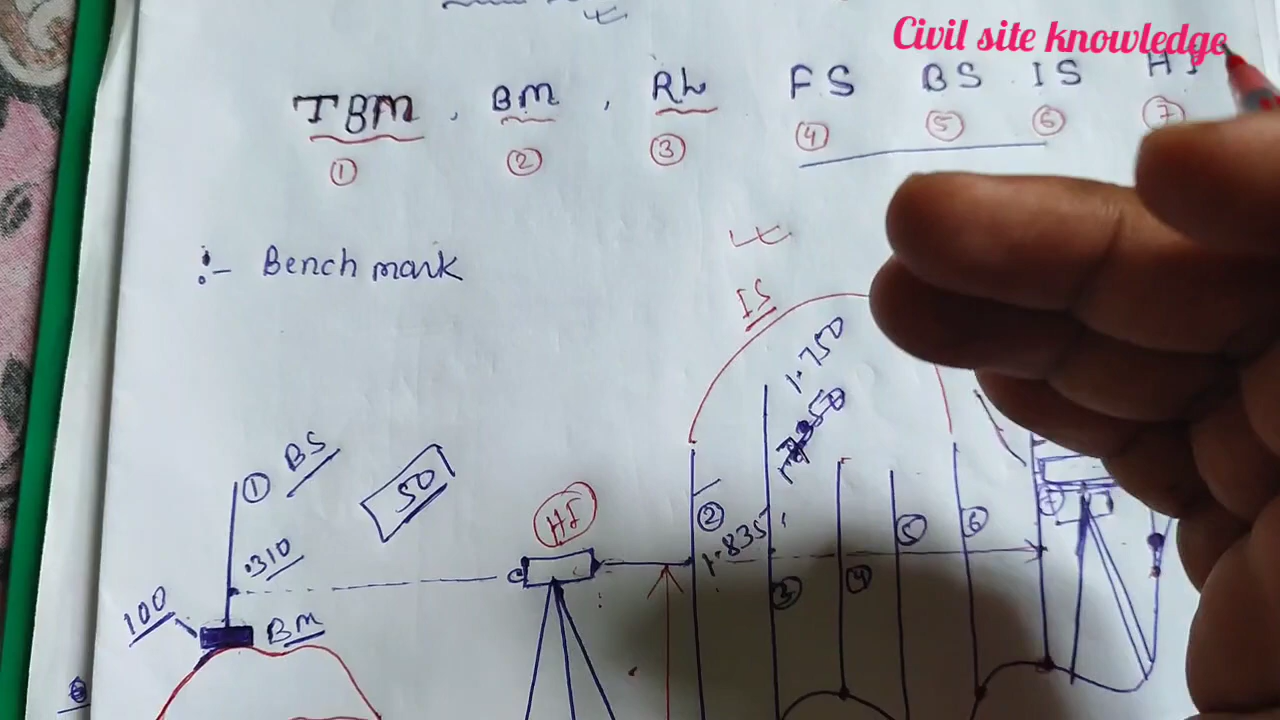 Civil site knowledge
TBM , BM , RL FS BS IS HI
① ② ③ ④ ⑤ ⑥ ⑦
:- Bench mark
IS
1.750
① BS
50
HI
②
1.835
.310
③
④
⑤
⑥
⑦
100
BM